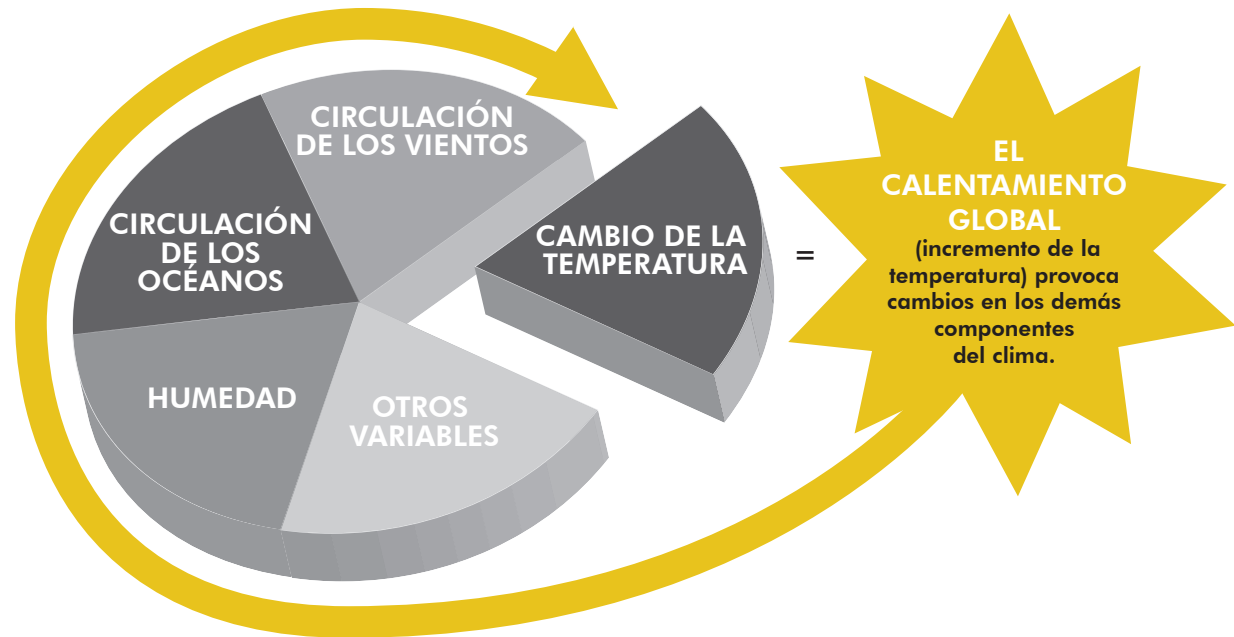 CIRCULACIÓN
DE LOS VIENTOS
CIRCULACIÓN
DE LOS
OCÉANOS
HUMEDAD
OTROS
VARIABLES
CAMBIO DE LA
TEMPERATURA
=
EL
CALENTAMIENTO
GLOBAL
(incremento de la
temperatura) provoca
cambios en los demás
componentes
del clima.